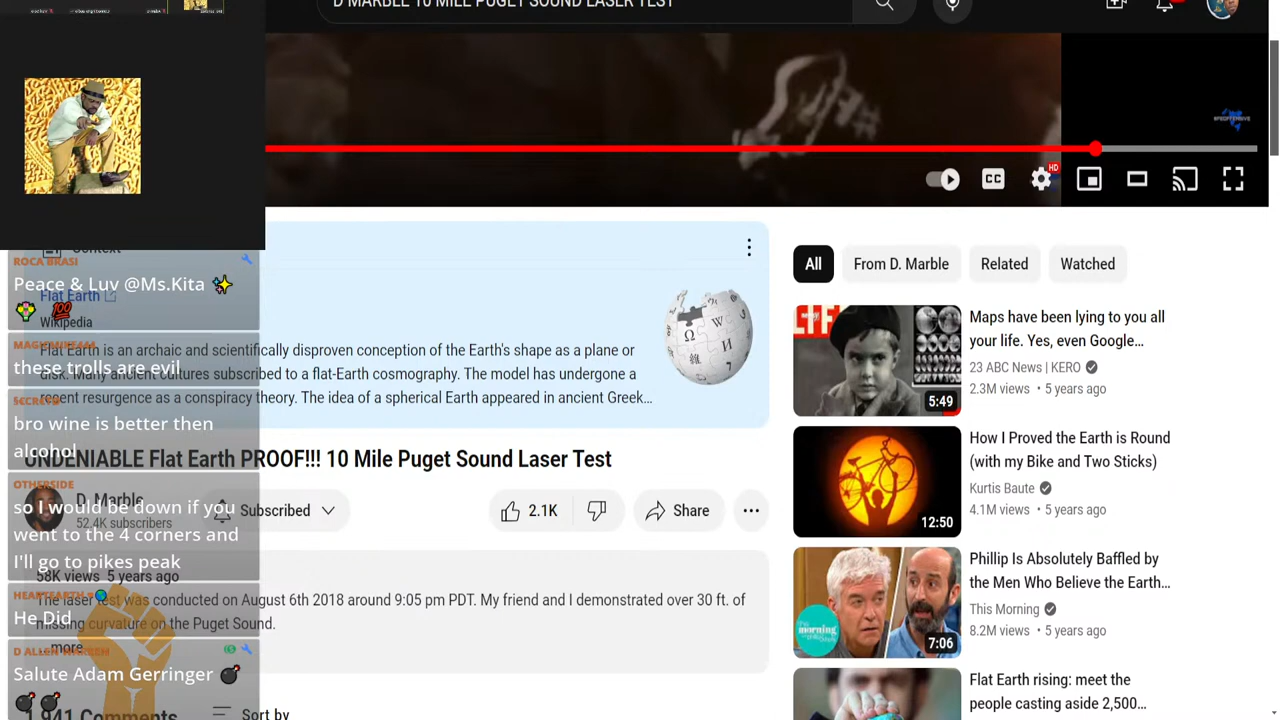 D MARBLE 10 MILE PUGET SOUND LASER TEST
HD
CC
Context
ROCA BRASI
Peace & Luv @Ms.Kita ✨
💐 💯
Flat Earth
Wikipedia
Flat Earth is an archaic and scientifically disproven conception of the Earth's shape as a plane or
disk. Many ancient cultures subscribed to a flat-Earth cosmography. The model has undergone a
recent resurgence as a conspiracy theory. The idea of a spherical Earth appeared in ancient Greek...
these trolls are evil
bro wine is better then
alcohol
UNDENIABLE Flat Earth PROOF!!! 10 Mile Puget Sound Laser Test
OTHERSIDE
so I would be down if you
went to the 4 corners and
I'll go to pikes peak
D. Marble
52.4K subscribers
Subscribed
2.1K
Share
...
58K views 5 years ago
The laser test was conducted on August 6th 2018 around 9:05 pm PDT. My friend and I demonstrated over 30 ft. of
missing curvature on the Puget Sound.
...more
He Did
D ALLEN WARREN
Salute Adam Gerringer 💣
💣 💣
1,941 Comments
Sort by
All
From D. Marble
Related
Watched
LIF
5:49
Maps have been lying to you all
your life. Yes, even Google...
23 ABC News | KERO
2.3M views • 5 years ago
12:50
How I Proved the Earth is Round
(with my Bike and Two Sticks)
Kurtis Baute
4.1M views • 5 years ago
this
morning
7:06
Phillip Is Absolutely Baffled by
the Men Who Believe the Earth...
This Morning
8.2M views • 5 years ago
Flat Earth rising: meet the
people casting aside 2,500...